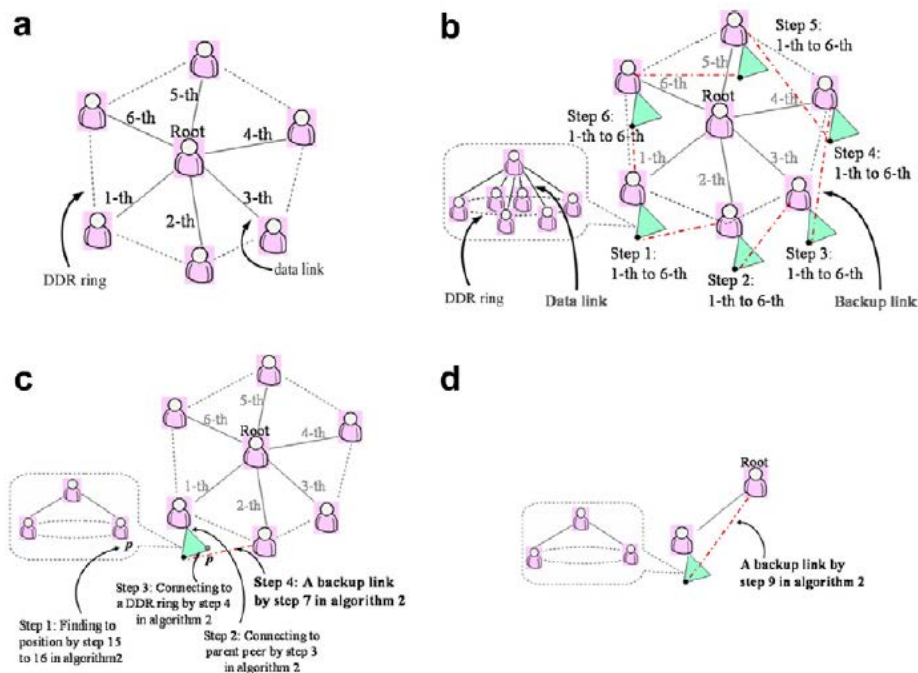 a
5-th
6-th
Root
4-th
1-th
3-th
2-th
DDR ring
data link
b
Step 5:
1-th to 6-th
5-th
6-th
Root
4-th
Step 6:
1-th to 6-th
Step 4:
1-th to 6-th
1-th
3-th
2-th
Step 1:
1-th to 6-th
Step 3:
1-th to 6-th
Step 2:
1-th to 6-th
DDR ring
Data link
Backup link
c
5-th
6-th
Root
4-th
1-th
3-th
2-th
p
p
Step 4: A backup link
by step 7 in algorithm 2
Step 3: Connecting to
a DDR ring by step 4
in algorithm 2
Step 1: Finding to
position by step 15
to 16 in algorithm2
Step 2: Connecting to
parent peer by step 3
in algorithm 2
d
Root
A backup link by
step 9 in algorithm 2